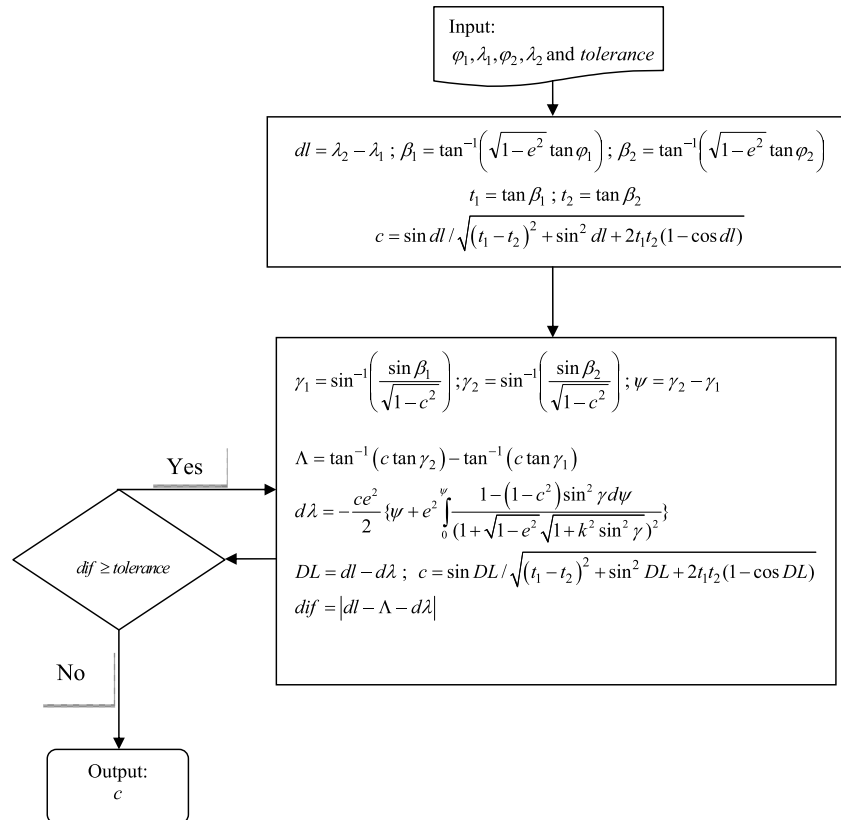 Input:
φ₁,λ₁,φ₂,λ₂ and tolerance
dl = λ₂ − λ₁ ; β₁ = tan⁻¹(√(1−e²) tanφ₁) ; β₂ = tan⁻¹(√(1−e²) tanφ₂)
t₁ = tan β₁ ; t₂ = tan β₂
c = sin dl / √((t₁ − t₂)² + sin² dl + 2t₁t₂(1 − cos dl))
γ₁ = sin⁻¹(sin β₁ / √(1−c²)) ; γ₂ = sin⁻¹(sin β₂ / √(1−c²)) ; ψ = γ₂ − γ₁
Λ = tan⁻¹(c tan γ₂) − tan⁻¹(c tan γ₁)
dλ = −ce²/2 {ψ + e² ∫₀^ψ 1−(1−c²)sin² γdψ / (1+√(1−e²) √(1+k² sin² γ))²}
DL = dl − dλ ; c = sin DL / √((t₁ − t₂)² + sin² DL + 2t₁t₂(1 − cos DL))
dif = |dl − Λ − dλ|
Yes
dif ≥ tolerance
No
Output:
c